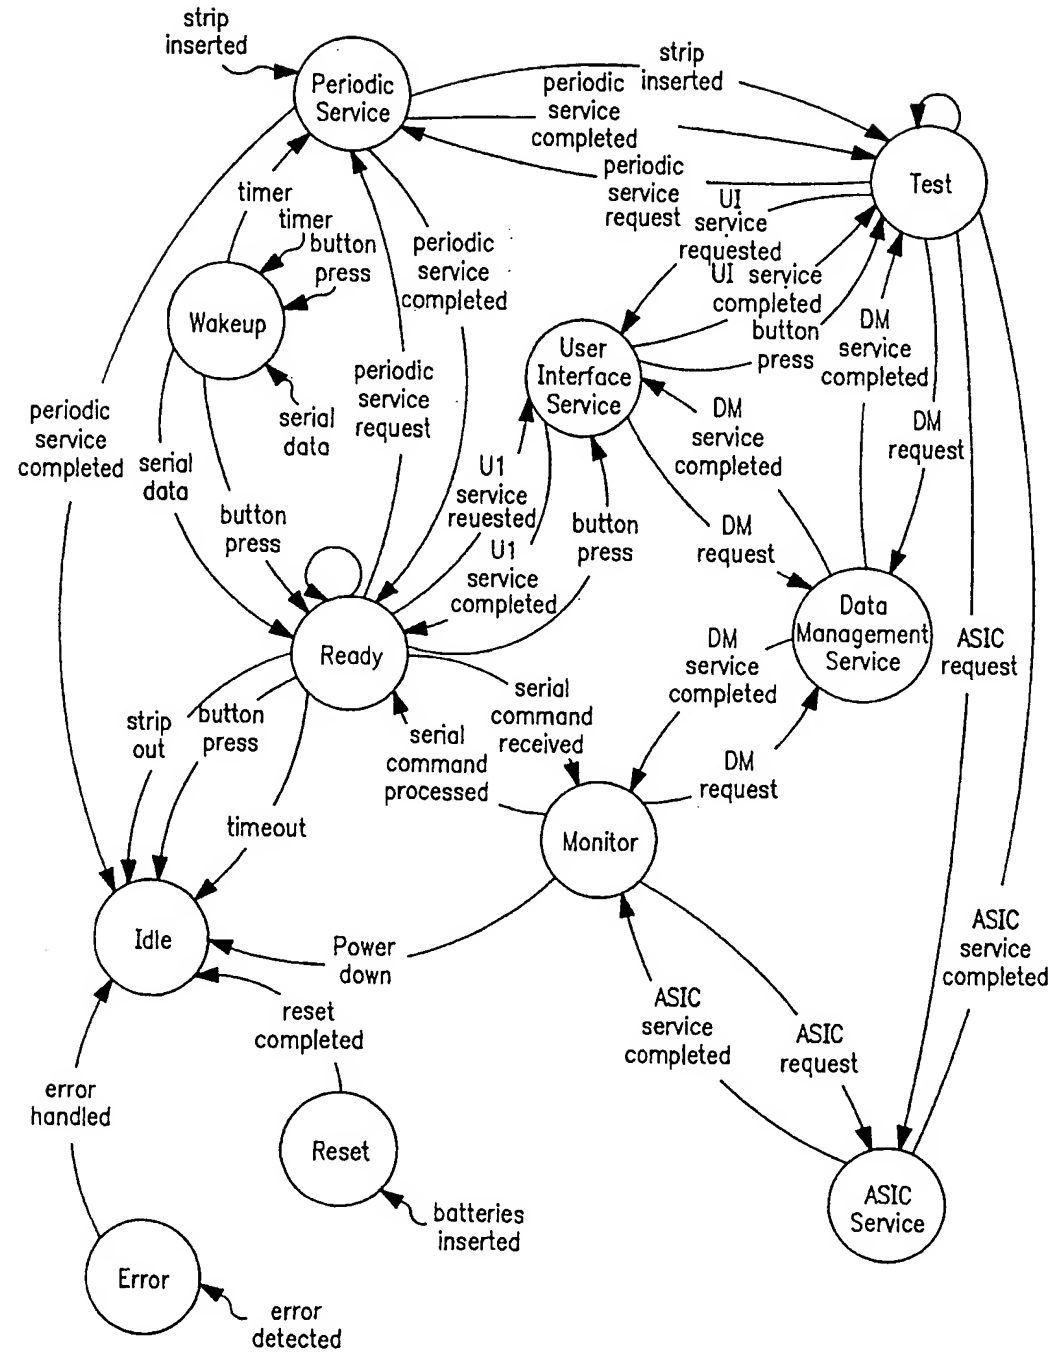 strip
inserted
Periodic
Service
strip
inserted
periodic
service
completed
periodic
service
request
Test
UI
service
requested
UI service
completed
button
press
timer
timer
button
press
Wakeup
serial
data
periodic
service
completed
periodic
service
request
periodic
service
completed
serial
data
button
press
User
Interface
Service
DM
service
completed
DM
request
DM
service
completed
DM
request
U1
service
reuested
U1
service
completed
button
press
Data
Management
Service
ASIC
request
Ready
DM
service
completed
DM
request
strip
out
button
press
timeout
serial
command
received
serial
command
processed
Monitor
Idle
Power
down
reset
completed
ASIC
service
completed
ASIC
request
ASIC
service
completed
error
handled
Reset
batteries
inserted
ASIC
Service
Error
error
detected